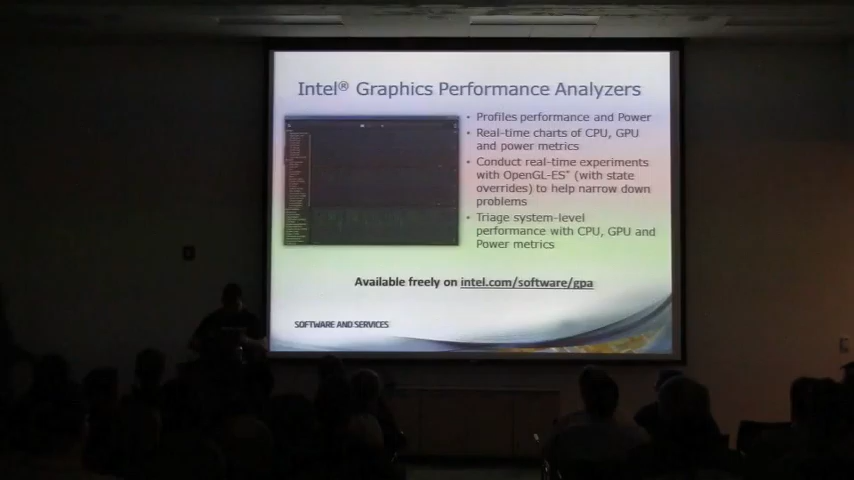 Intel® Graphics Performance Analyzers
• Profiles performance and Power
• Real-time charts of CPU, GPU
and power metrics
• Conduct real-time experiments
with OpenGL-ES* (with state
overrides) to help narrow down
problems
• Triage system-level
performance with CPU, GPU and
Power metrics
Available freely on intel.com/software/gpa
SOFTWARE AND SERVICES